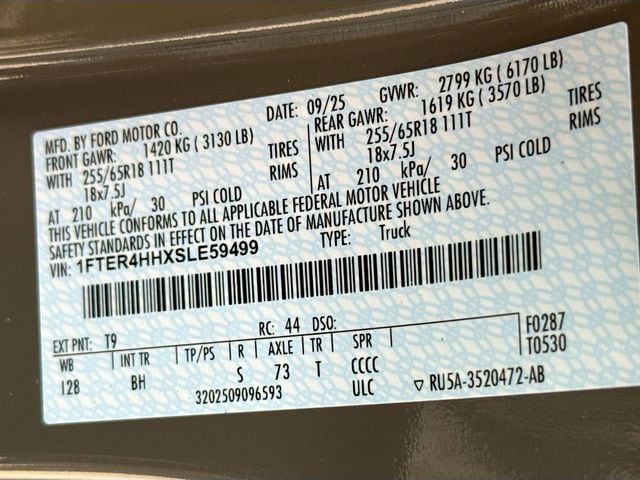 MFD. BY FORD MOTOR CO. DATE: 09/25 GVWR: 2799 KG ( 6170 LB)
FRONT GAWR: 1420 KG ( 3130 LB) REAR GAWR: 1619 KG ( 3570 LB)
WITH 255/65R18 111T TIRES WITH 255/65R18 111T TIRES
18x7.5J RIMS 18x7.5J RIMS
AT 210 kPa/ 30 PSI COLD AT 210 kPa/ 30 PSI COLD
THIS VEHICLE CONFORMS TO ALL APPLICABLE FEDERAL MOTOR VEHICLE
SAFETY STANDARDS IN EFFECT ON THE DATE OF MANUFACTURE SHOWN ABOVE.
VIN: 1FTER4HHXSLE59499 TYPE: Truck
EXT PNT: T9 RC: 44 DSO: F0287
WB INT TR TP/PS R AXLE TR SPR T0530
128 BH S 73 T CCCC
3202509096593 ULC ▽ RU5A-3520472-AB